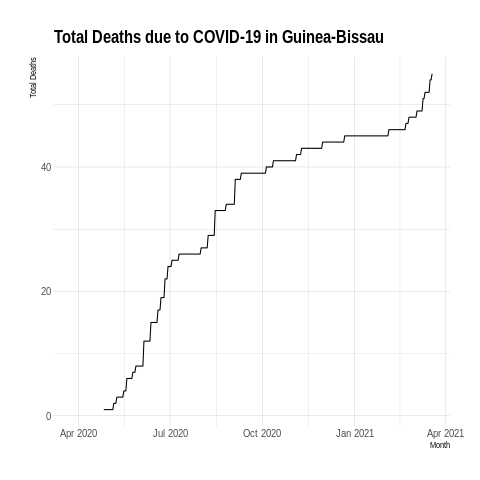 Total Deaths due to COVID-19 in Guinea-Bissau
Total Deaths
40
20
0
Apr 2020 Jul 2020 Oct 2020 Jan 2021 Apr 2021
Month